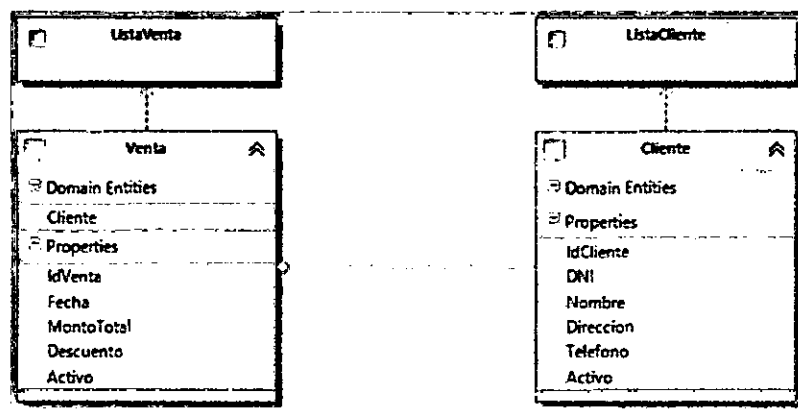 ListaVenta
ListaCliente
Venta
Domain Entities
Cliente
Properties
IdVenta
Fecha
MontoTotal
Descuento
Activo
Cliente
Domain Entities
Properties
IdCliente
DNI
Nombre
Direccion
Telefono
Activo